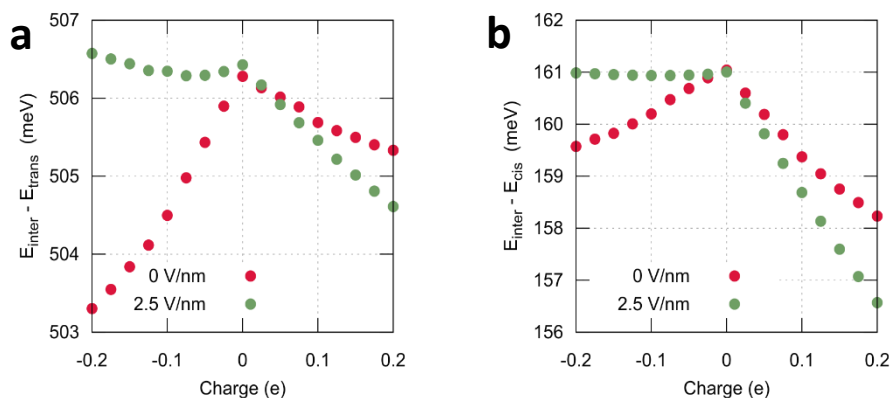 a
507
506
505
504
503
E_inter - E_trans (meV)
0 V/nm
2.5 V/nm
-0.2 -0.1 0 0.1 0.2
Charge (e)
b
162
161
160
159
158
157
156
E_inter - E_cis (meV)
0 V/nm
2.5 V/nm
-0.2 -0.1 0 0.1 0.2
Charge (e)